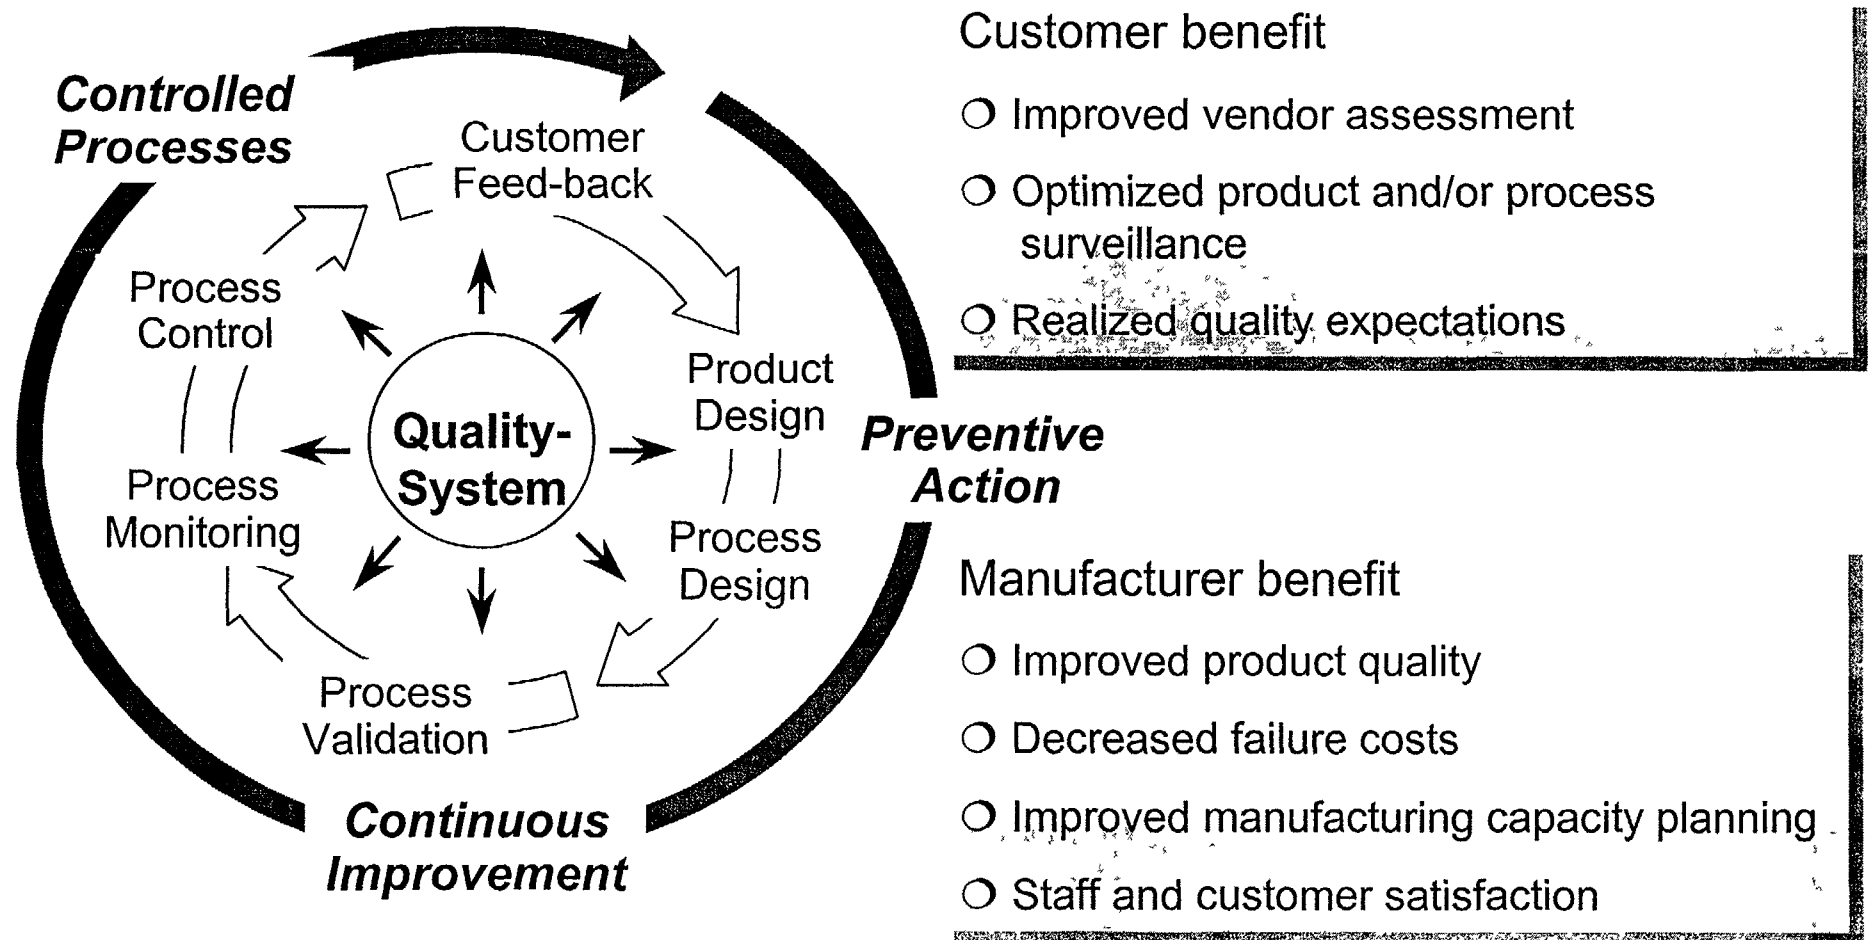 Controlled
Processes
Customer
Feed-back
Process
Control
Product
Design
Quality-
System
Preventive
Action
Process
Monitoring
Process
Design
Process
Validation
Continuous
Improvement
Customer benefit
❍ Improved vendor assessment
❍ Optimized product and/or process
surveillance
❍ Realized quality expectations
Manufacturer benefit
❍ Improved product quality
❍ Decreased failure costs
❍ Improved manufacturing capacity planning
❍ Staff and customer satisfaction